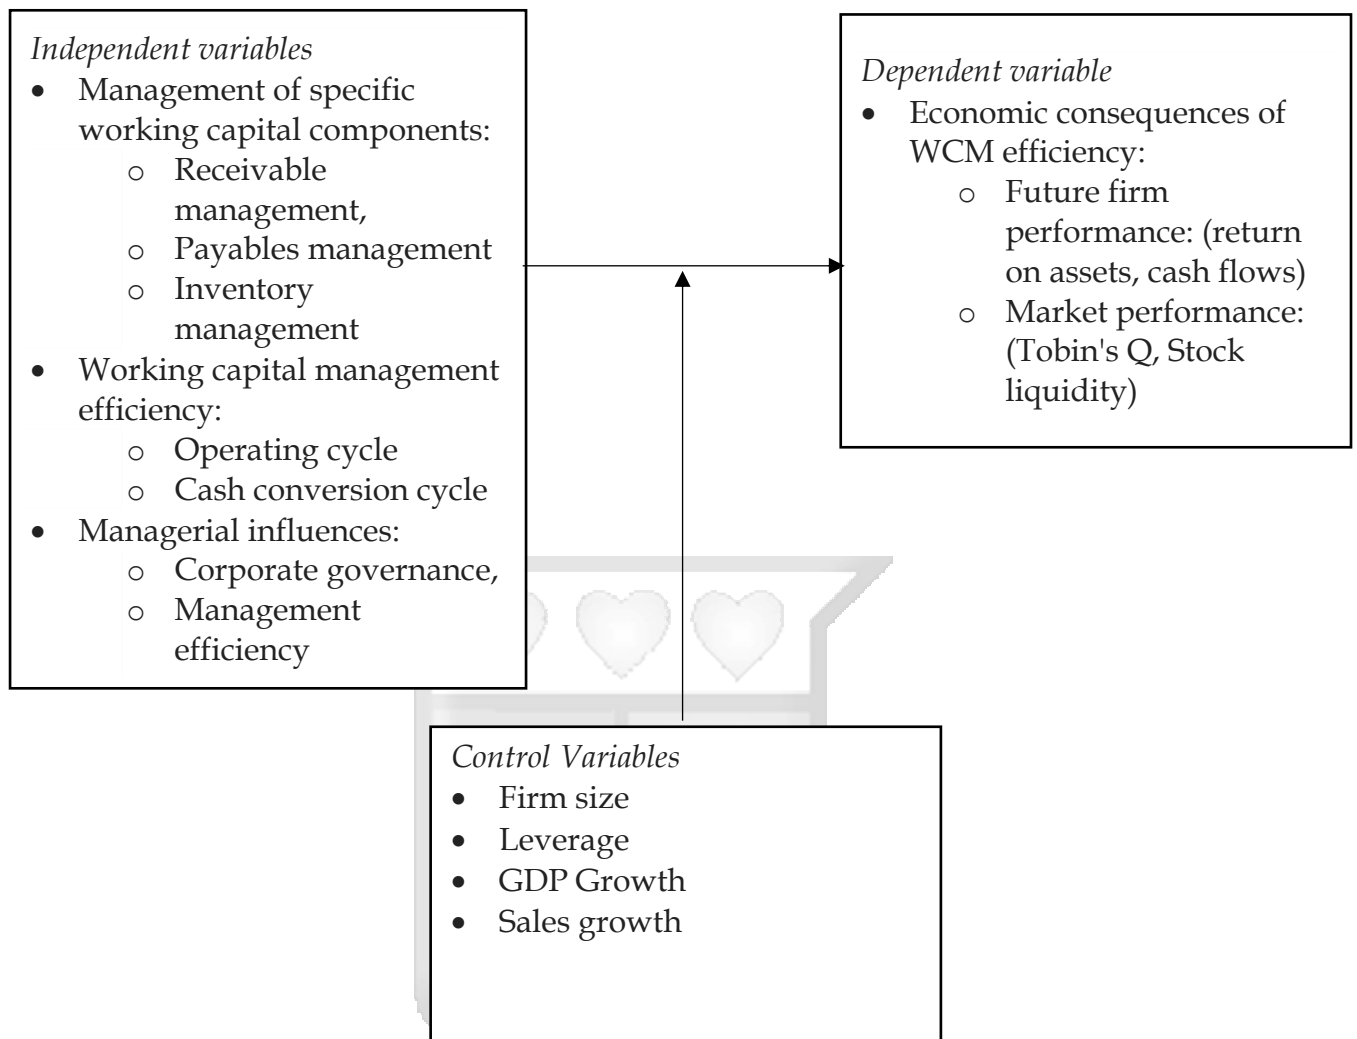 Independent variables
• Management of specific
working capital components:
o Receivable
management,
o Payables management
o Inventory
management
• Working capital management
efficiency:
o Operating cycle
o Cash conversion cycle
• Managerial influences:
o Corporate governance,
o Management
efficiency
Dependent variable
• Economic consequences of
WCM efficiency:
o Future firm
performance: (return
on assets, cash flows)
o Market performance:
(Tobin's Q, Stock
liquidity)
Control Variables
• Firm size
• Leverage
• GDP Growth
• Sales growth